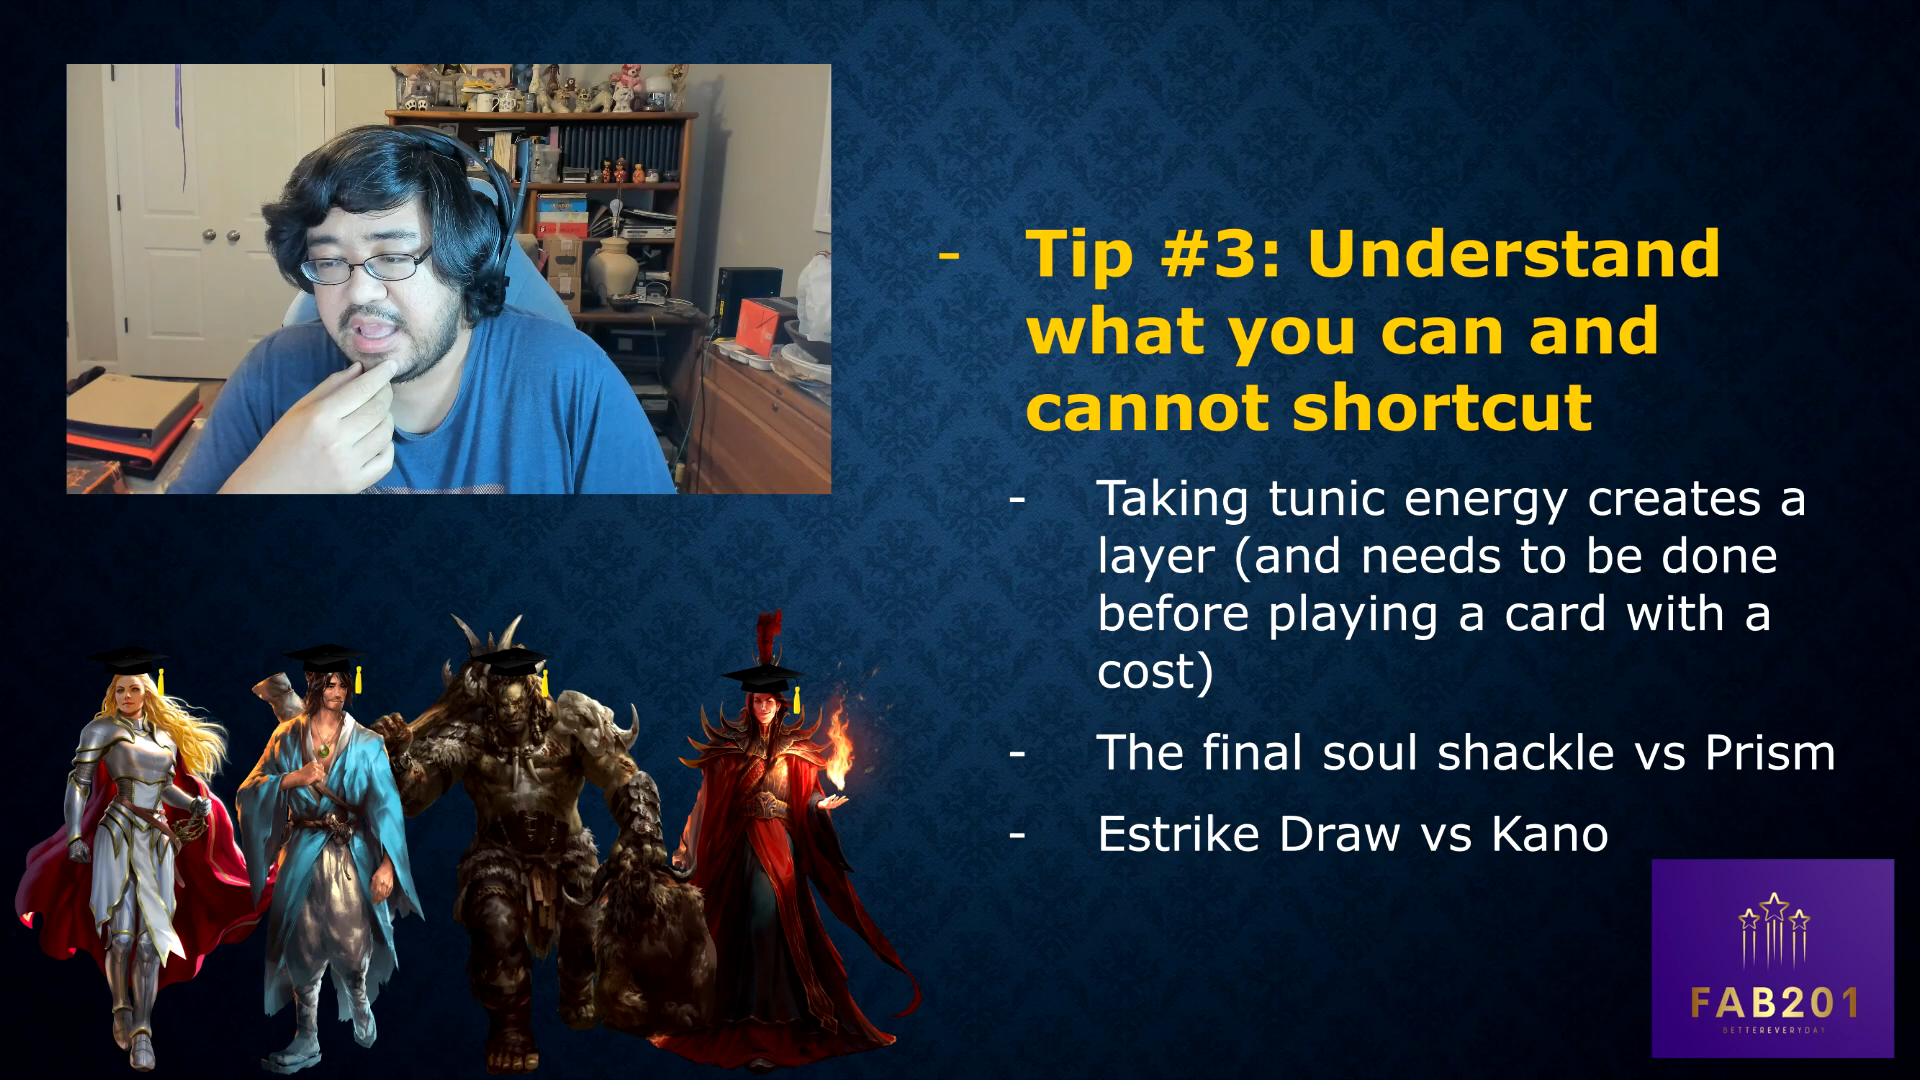 - Tip #3: Understand
what you can and
cannot shortcut
- Taking tunic energy creates a
layer (and needs to be done
before playing a card with a
cost)
- The final soul shackle vs Prism
- Estrike Draw vs Kano
FAB201
BETTEREVERYDAY